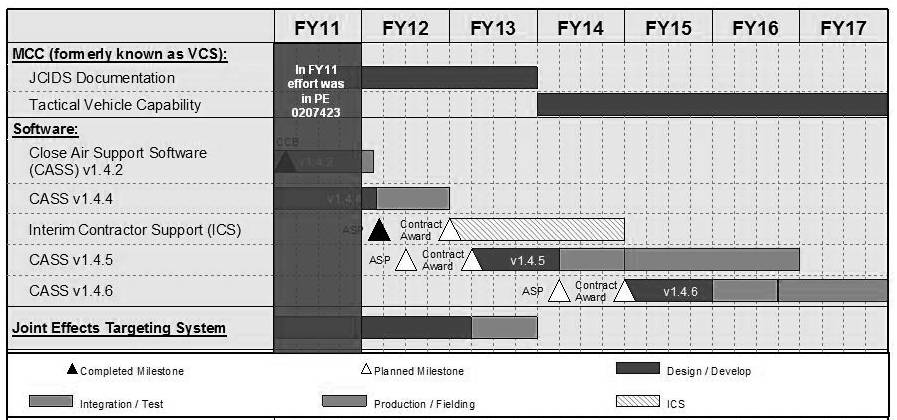 FY11 FY12 FY13 FY14 FY15 FY16 FY17
MCC (formerly known as VCS):
JCIDS Documentation
In FY11
effort was
in PE
0207423
Tactical Vehicle Capability
Software:
CCB
Close Air Support Software
(CASS) v1.4.2
v1.4.2
CASS v1.4.4
v1.4.4
Interim Contractor Support (ICS)
ASP
Contract
Award
CASS v1.4.5
ASP
Contract
Award
v1.4.5
CASS v1.4.6
ASP
Contract
Award
v1.4.6
Joint Effects Targeting System
Completed Milestone
Planned Milestone
Design / Develop
Integration / Test
Production / Fielding
ICS